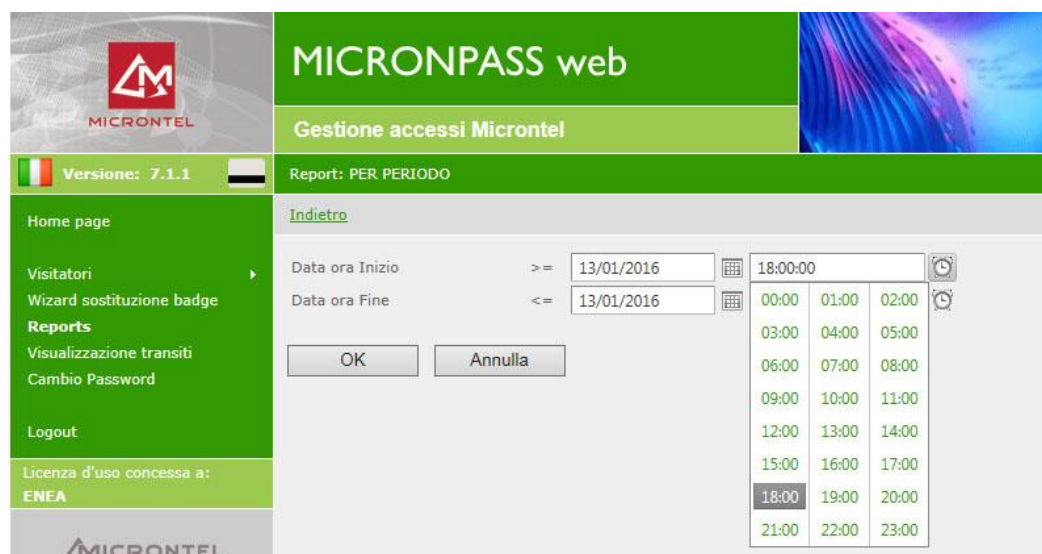 MICRONTEL
MICRONPASS web
Gestione accessi Microntel
Versione: 7.1.1
Report: PER PERIODO
Home page
Visitatori
Wizard sostituzione badge
Reports
Visualizzazione transiti
Cambio Password
Logout
Licenza d'uso concessa a:
ENEA
MICRONTEL
Indietro
Data ora Inizio >= 13/01/2016 18:00:00
Data ora Fine <= 13/01/2016
OK Annulla
00:00 01:00 02:00
03:00 04:00 05:00
06:00 07:00 08:00
09:00 10:00 11:00
12:00 13:00 14:00
15:00 16:00 17:00
18:00 19:00 20:00
21:00 22:00 23:00